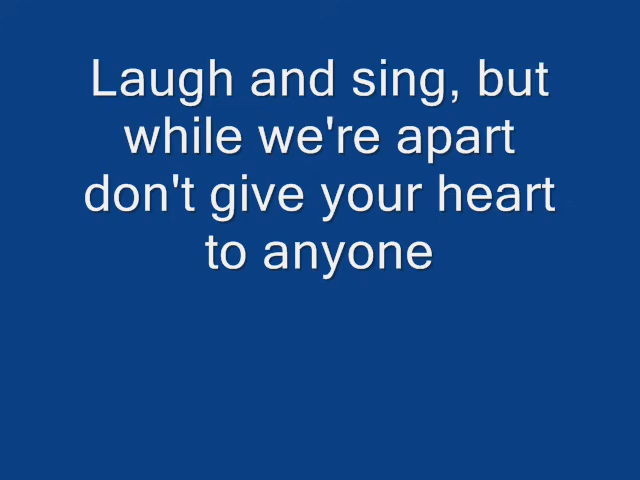 Laugh and sing, but
while we're apart
don't give your heart
to anyone